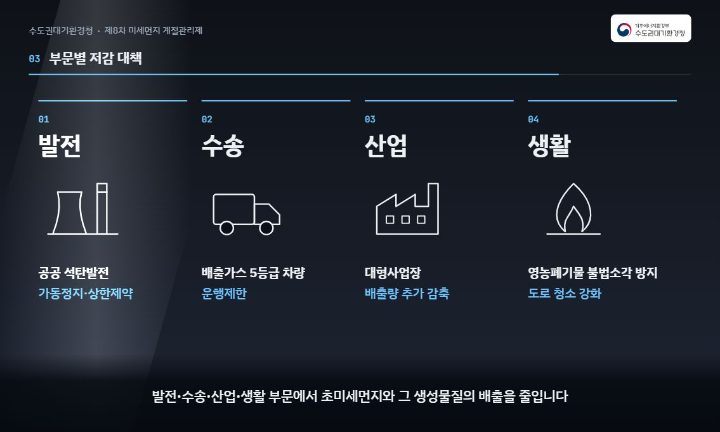 수도권대기환경청 · 제8차 미세먼지 계절관리제
수도권대기환경청
03 부문별 저감 대책
01
발전
공공 석탄발전
가동정지·상한제약
02
수송
배출가스 5등급 차량
운행제한
03
산업
대형사업장
배출량 추가 감축
04
생활
영농폐기물 불법소각 방지
도로 청소 강화
발전·수송·산업·생활 부문에서 초미세먼지와 그 생성물질의 배출을 줄입니다